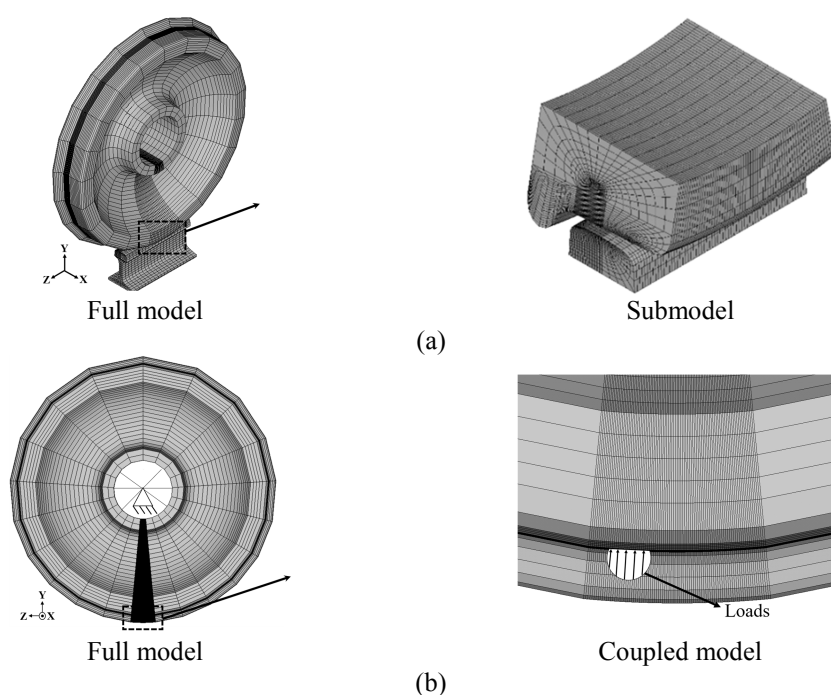 Y
Z X
Full model
Submodel
(a)
Y
Z X
Loads
Full model
Coupled model
(b)